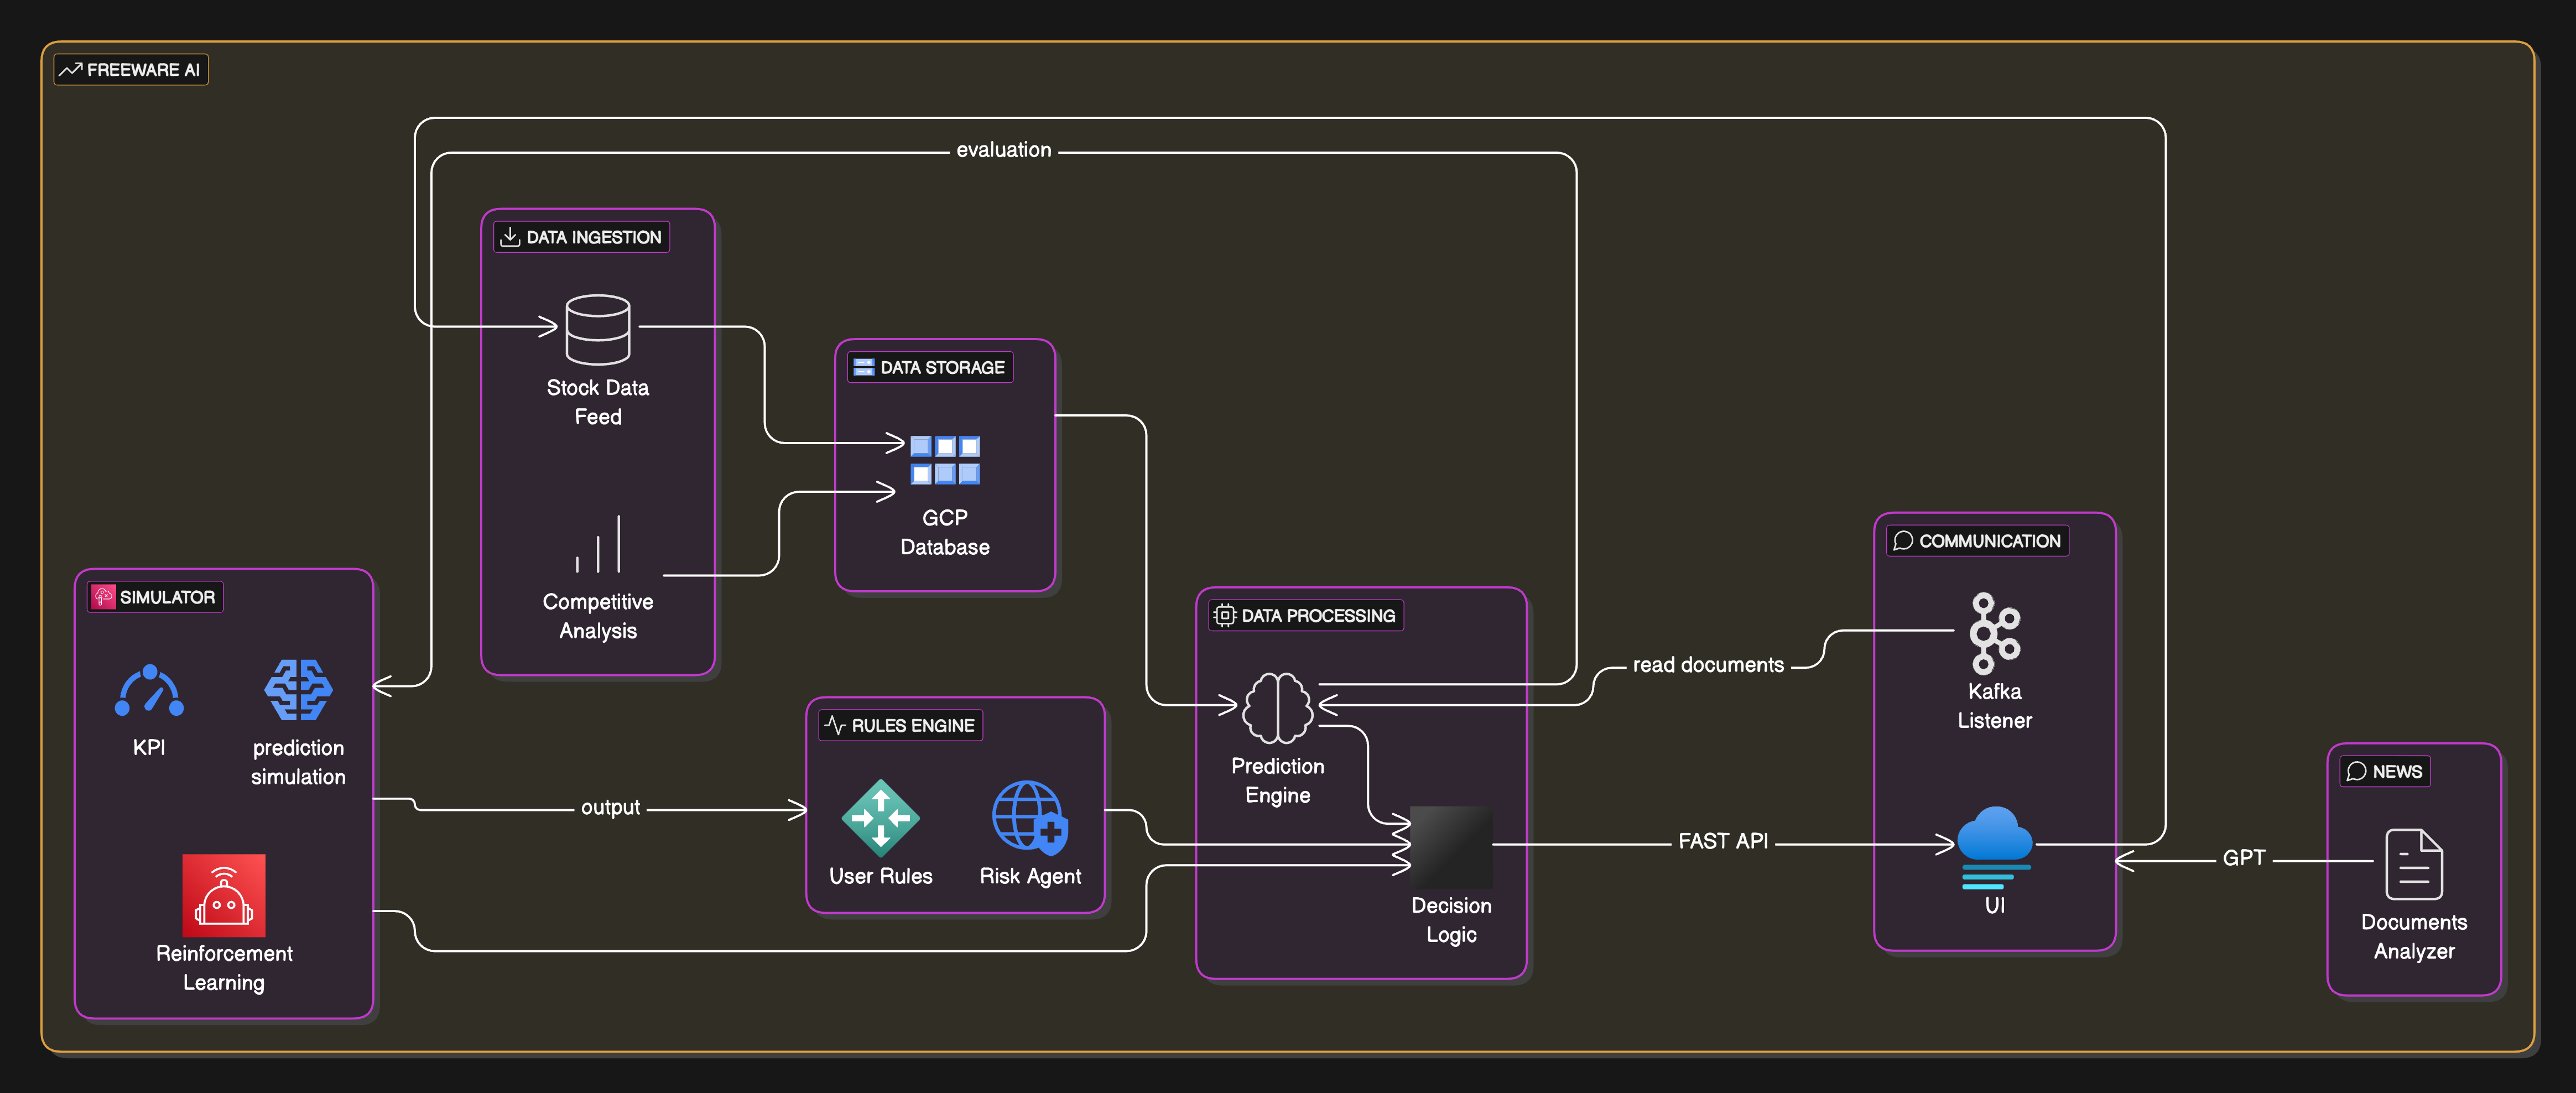 FREEWARE AI
evaluation
DATA INGESTION
Stock Data
Feed
Competitive
Analysis
DATA STORAGE
GCP
Database
SIMULATOR
KPI
prediction
simulation
Reinforcement
Learning
output
RULES ENGINE
User Rules
Risk Agent
DATA PROCESSING
Prediction
Engine
Decision
Logic
read documents
FAST API
COMMUNICATION
Kafka
Listener
UI
GPT
NEWS
Documents
Analyzer